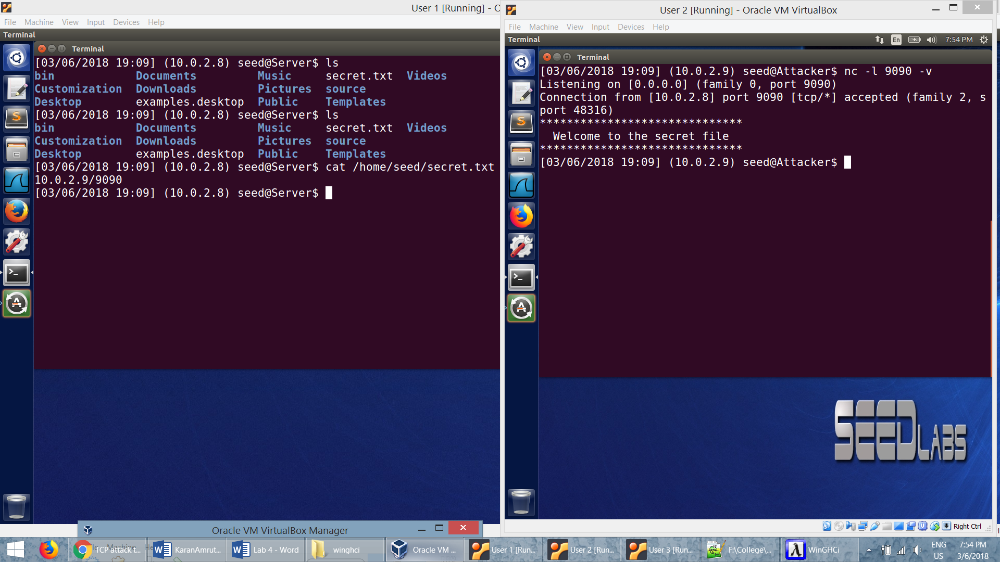 User 1 [Running] - O
File Machine View Input Devices Help
Terminal
Terminal
[03/06/2018 19:09] (10.0.2.8) seed@Server$ ls
bin Documents Music secret.txt Videos
Customization Downloads Pictures source
Desktop examples.desktop Public Templates
[03/06/2018 19:09] (10.0.2.8) seed@Server$ ls
bin Documents Music secret.txt Videos
Customization Downloads Pictures source
Desktop examples.desktop Public Templates
[03/06/2018 19:09] (10.0.2.8) seed@Server$ cat /home/seed/secret.txt
10.0.2.9/9090
[03/06/2018 19:09] (10.0.2.8) seed@Server$
User 2 [Running] - Oracle VM VirtualBox
File Machine View Input Devices Help
Terminal En 7:54 PM
Terminal
[03/06/2018 19:09] (10.0.2.9) seed@Attacker$ nc -l 9090 -v
Listening on [0.0.0.0] (family 0, port 9090)
Connection from [10.0.2.8] port 9090 [tcp/*] accepted (family 2, s
port 48316)
******************************
Welcome to the secret file
******************************
[03/06/2018 19:09] (10.0.2.9) seed@Attacker$
SEEDLABS
Right Ctrl
Oracle VM VirtualBox Manager
TCP attack t...
KaranAmrut...
Lab 4 - Word
winghci
Oracle VM ...
User 1 [Run...
User 2 [Run...
User 3 [Run...
F:\College\...
WinGHCi
ENG
US
7:54 PM
3/6/2018